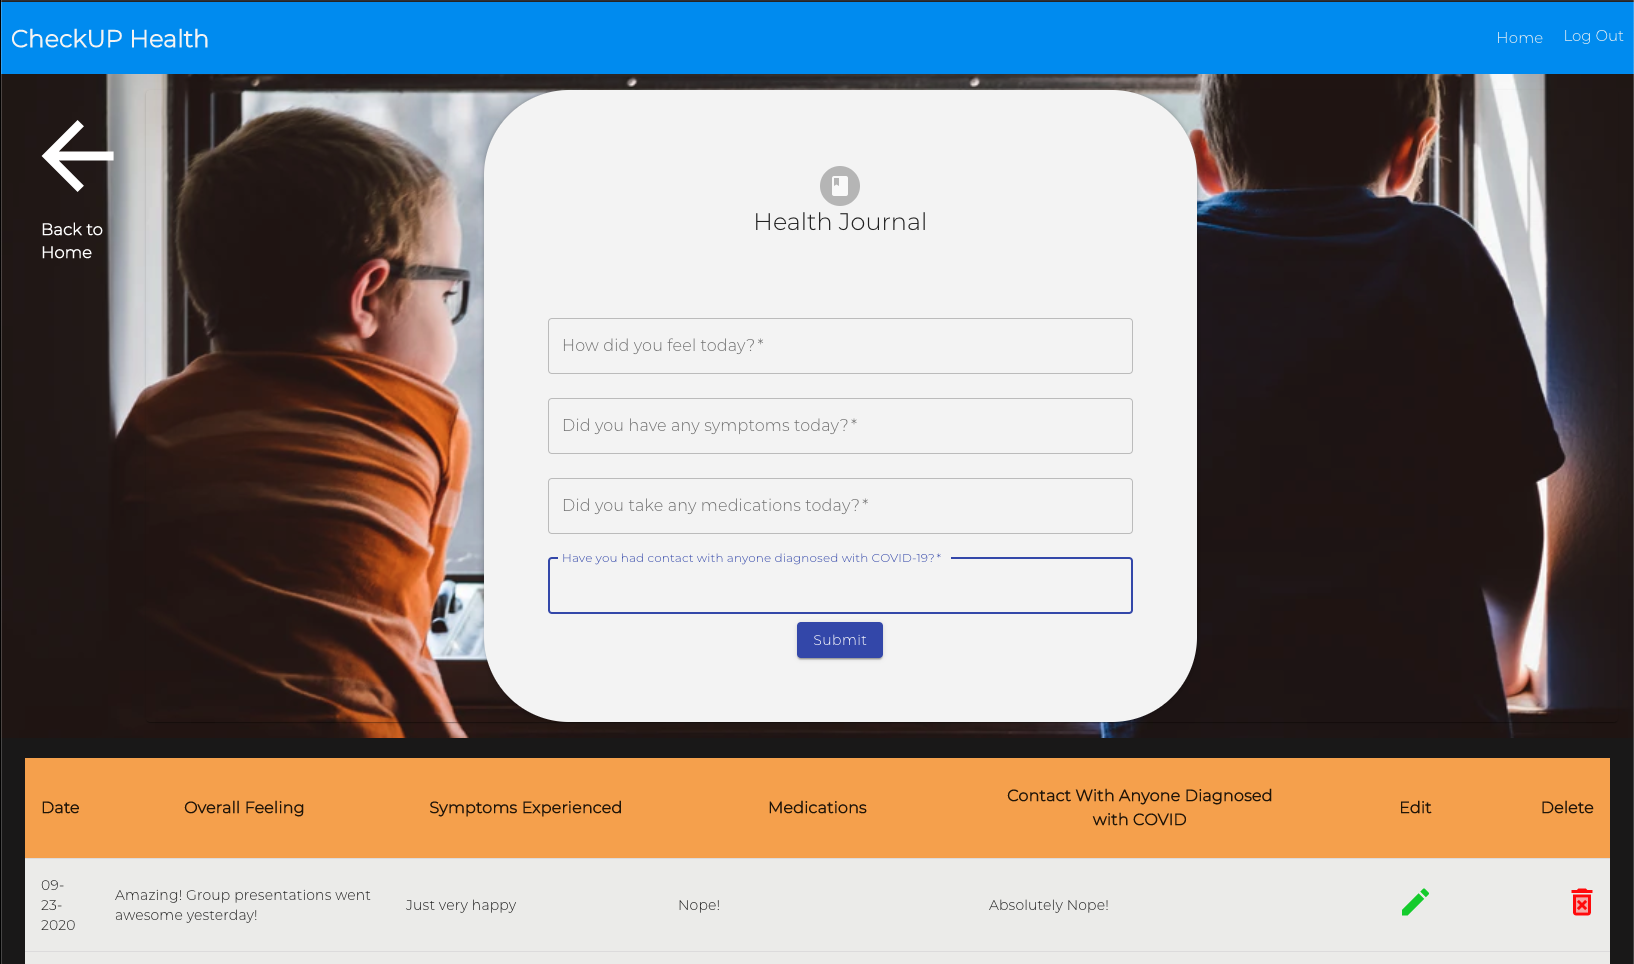 CheckUP Health
Home
Log Out
Back to
Home
Health Journal
How did you feel today? *
Did you have any symptoms today? *
Did you take any medications today? *
Have you had contact with anyone diagnosed with COVID-19? *
Submit
Date
Overall Feeling
Symptoms Experienced
Medications
Contact With Anyone Diagnosed
with COVID
Edit
Delete
09-
23-
2020
Amazing! Group presentations went
awesome yesterday!
Just very happy
Nope!
Absolutely Nope!